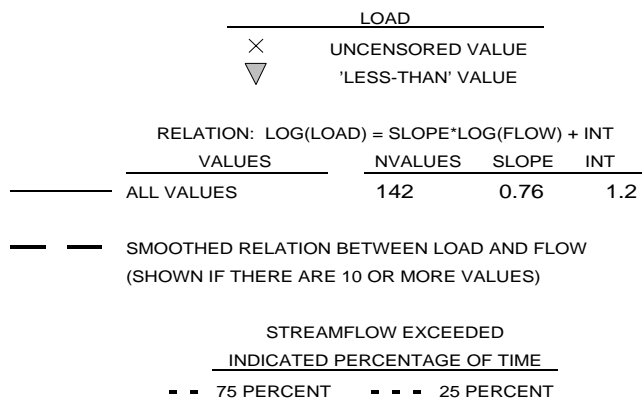 LOAD
UNCENSORED VALUE
'LESS-THAN' VALUE
RELATION: LOG(LOAD) = SLOPE*LOG(FLOW) + INT
VALUES NVALUES SLOPE INT
ALL VALUES 142 0.76 1.2
SMOOTHED RELATION BETWEEN LOAD AND FLOW
(SHOWN IF THERE ARE 10 OR MORE VALUES)
STREAMFLOW EXCEEDED
INDICATED PERCENTAGE OF TIME
75 PERCENT 25 PERCENT